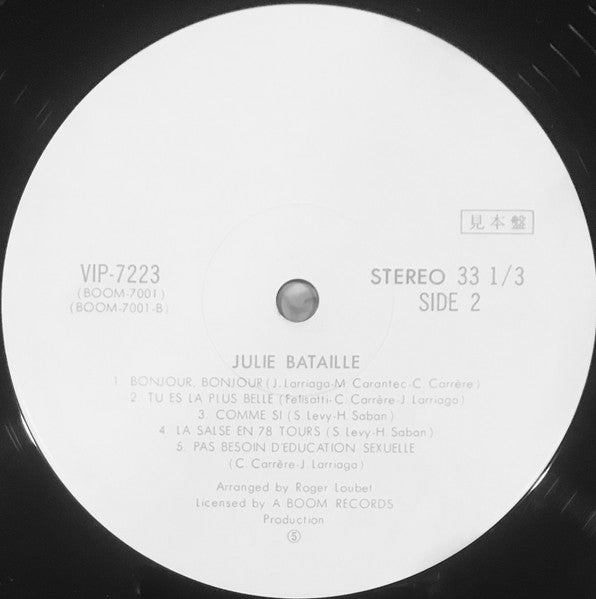 見本盤
VIP-7223
(BOOM-7001)
(BOOM-7001-B)
STEREO 33 1/3
SIDE 2
JULIE BATAILLE
1. BONJOUR, BONJOUR (J. Larriaga-M. Carantec-C. Carrère)
2. TU ES LA PLUS BELLE (Felisatti-C. Carrère-J. Larriaga)
3. COMME SI (S. Levy-H. Saban)
4. LA SALSE EN 78 TOURS (S. Levy-H. Saban)
5. PAS BESOIN D'EDUCATION SEXUELLE
(C. Carrère-J. Larriaga)
Arranged by Roger Loubet
Licensed by A BOOM RECORDS
Production
⑤